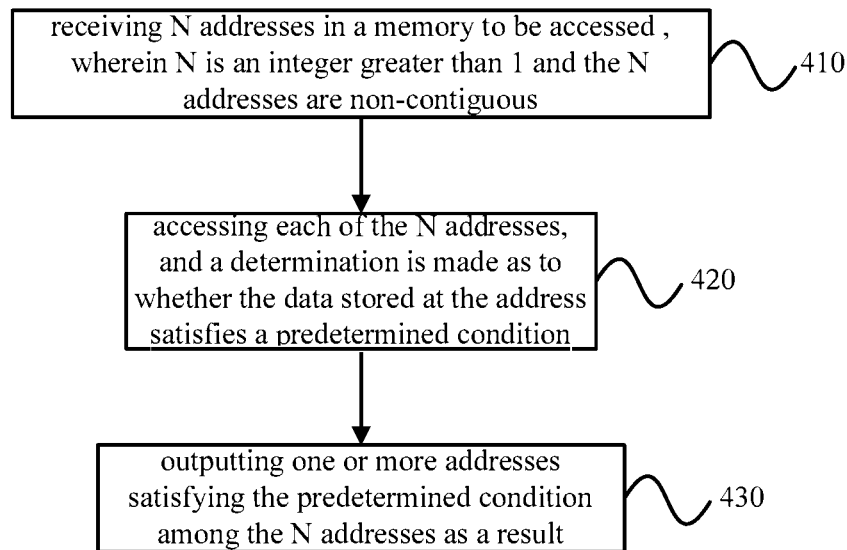 receiving N addresses in a memory to be accessed ,
wherein N is an integer greater than 1 and the N
addresses are non-contiguous
410
accessing each of the N addresses,
and a determination is made as to
whether the data stored at the address
satisfies a predetermined condition
420
outputting one or more addresses
satisfying the predetermined condition
among the N addresses as a result
430